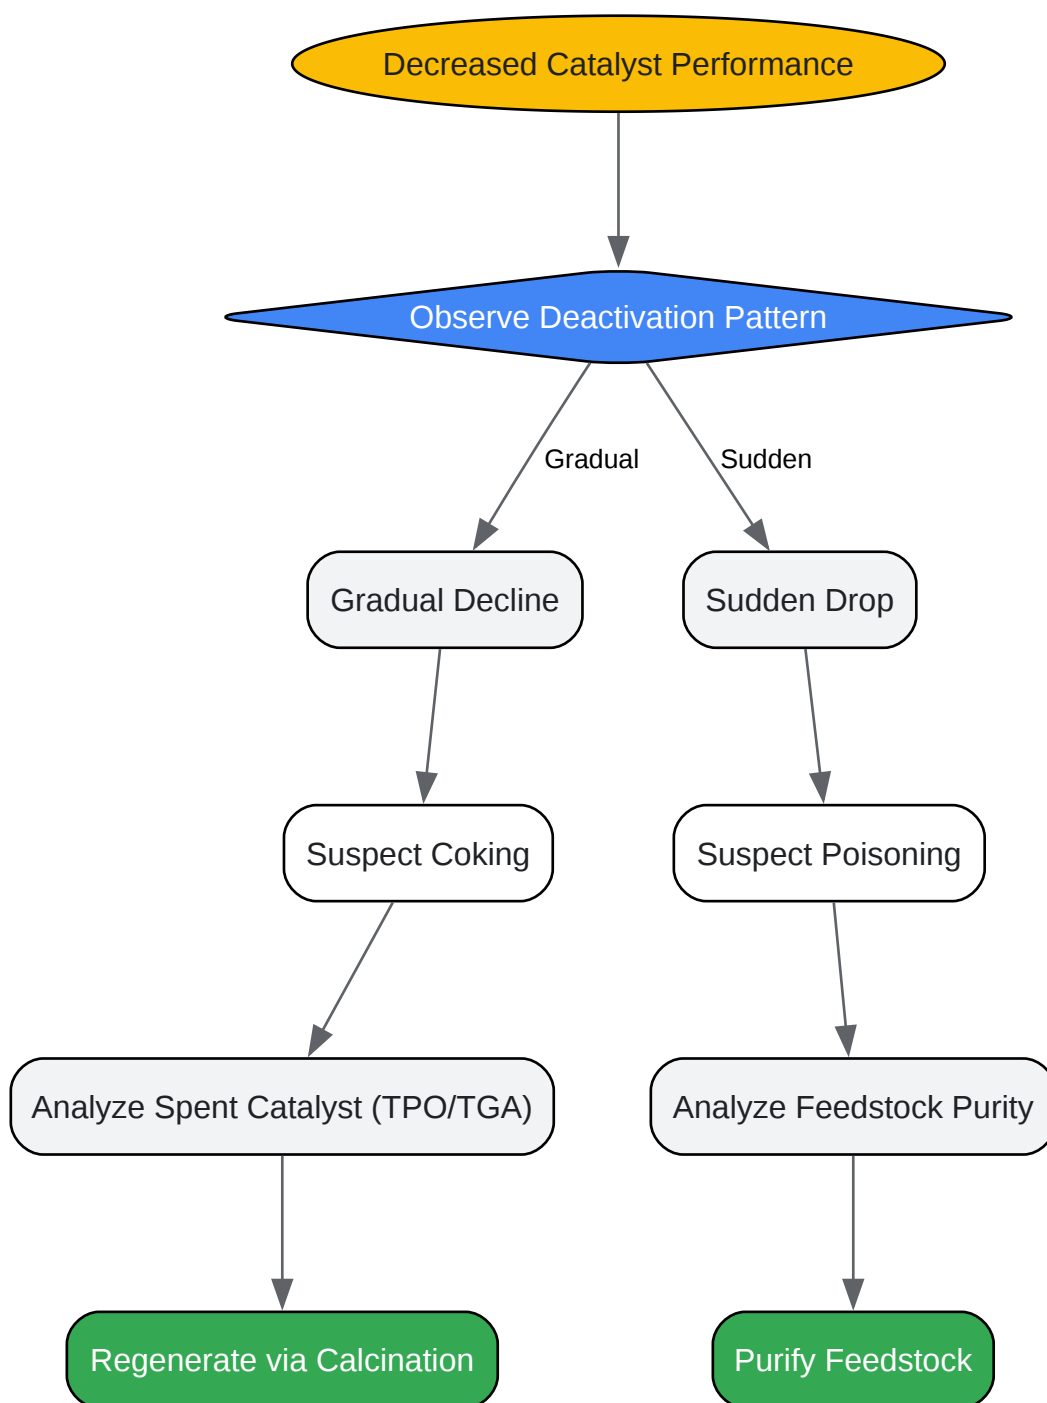 Decreased Catalyst Performance
Observe Deactivation Pattern
Gradual
Sudden
Gradual Decline
Sudden Drop
Suspect Coking
Suspect Poisoning
Analyze Spent Catalyst (TPO/TGA)
Analyze Feedstock Purity
Regenerate via Calcination
Purify Feedstock